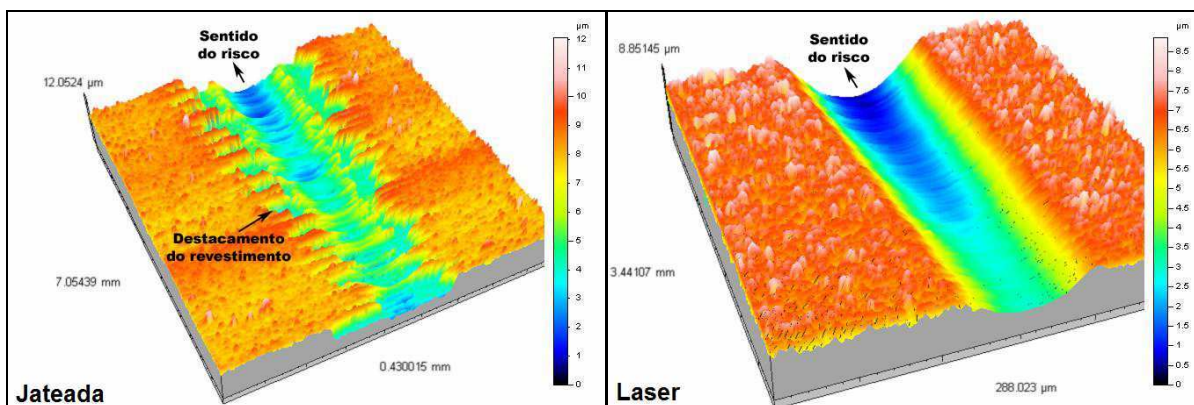 Sentido
do risco
12.0524 µm
7.05439 mm
Destacamento
do revestimento
0.430015 mm
Jateada
µm
12
11
10
9
8
7
6
5
4
3
2
1
0
Sentido
do risco
8.85145 µm
3.44107 mm
288.023 µm
Laser
µm
8.5
8
7.5
7
6.5
6
5.5
5
4.5
4
3.5
3
2.5
2
1.5
1
0.5
0